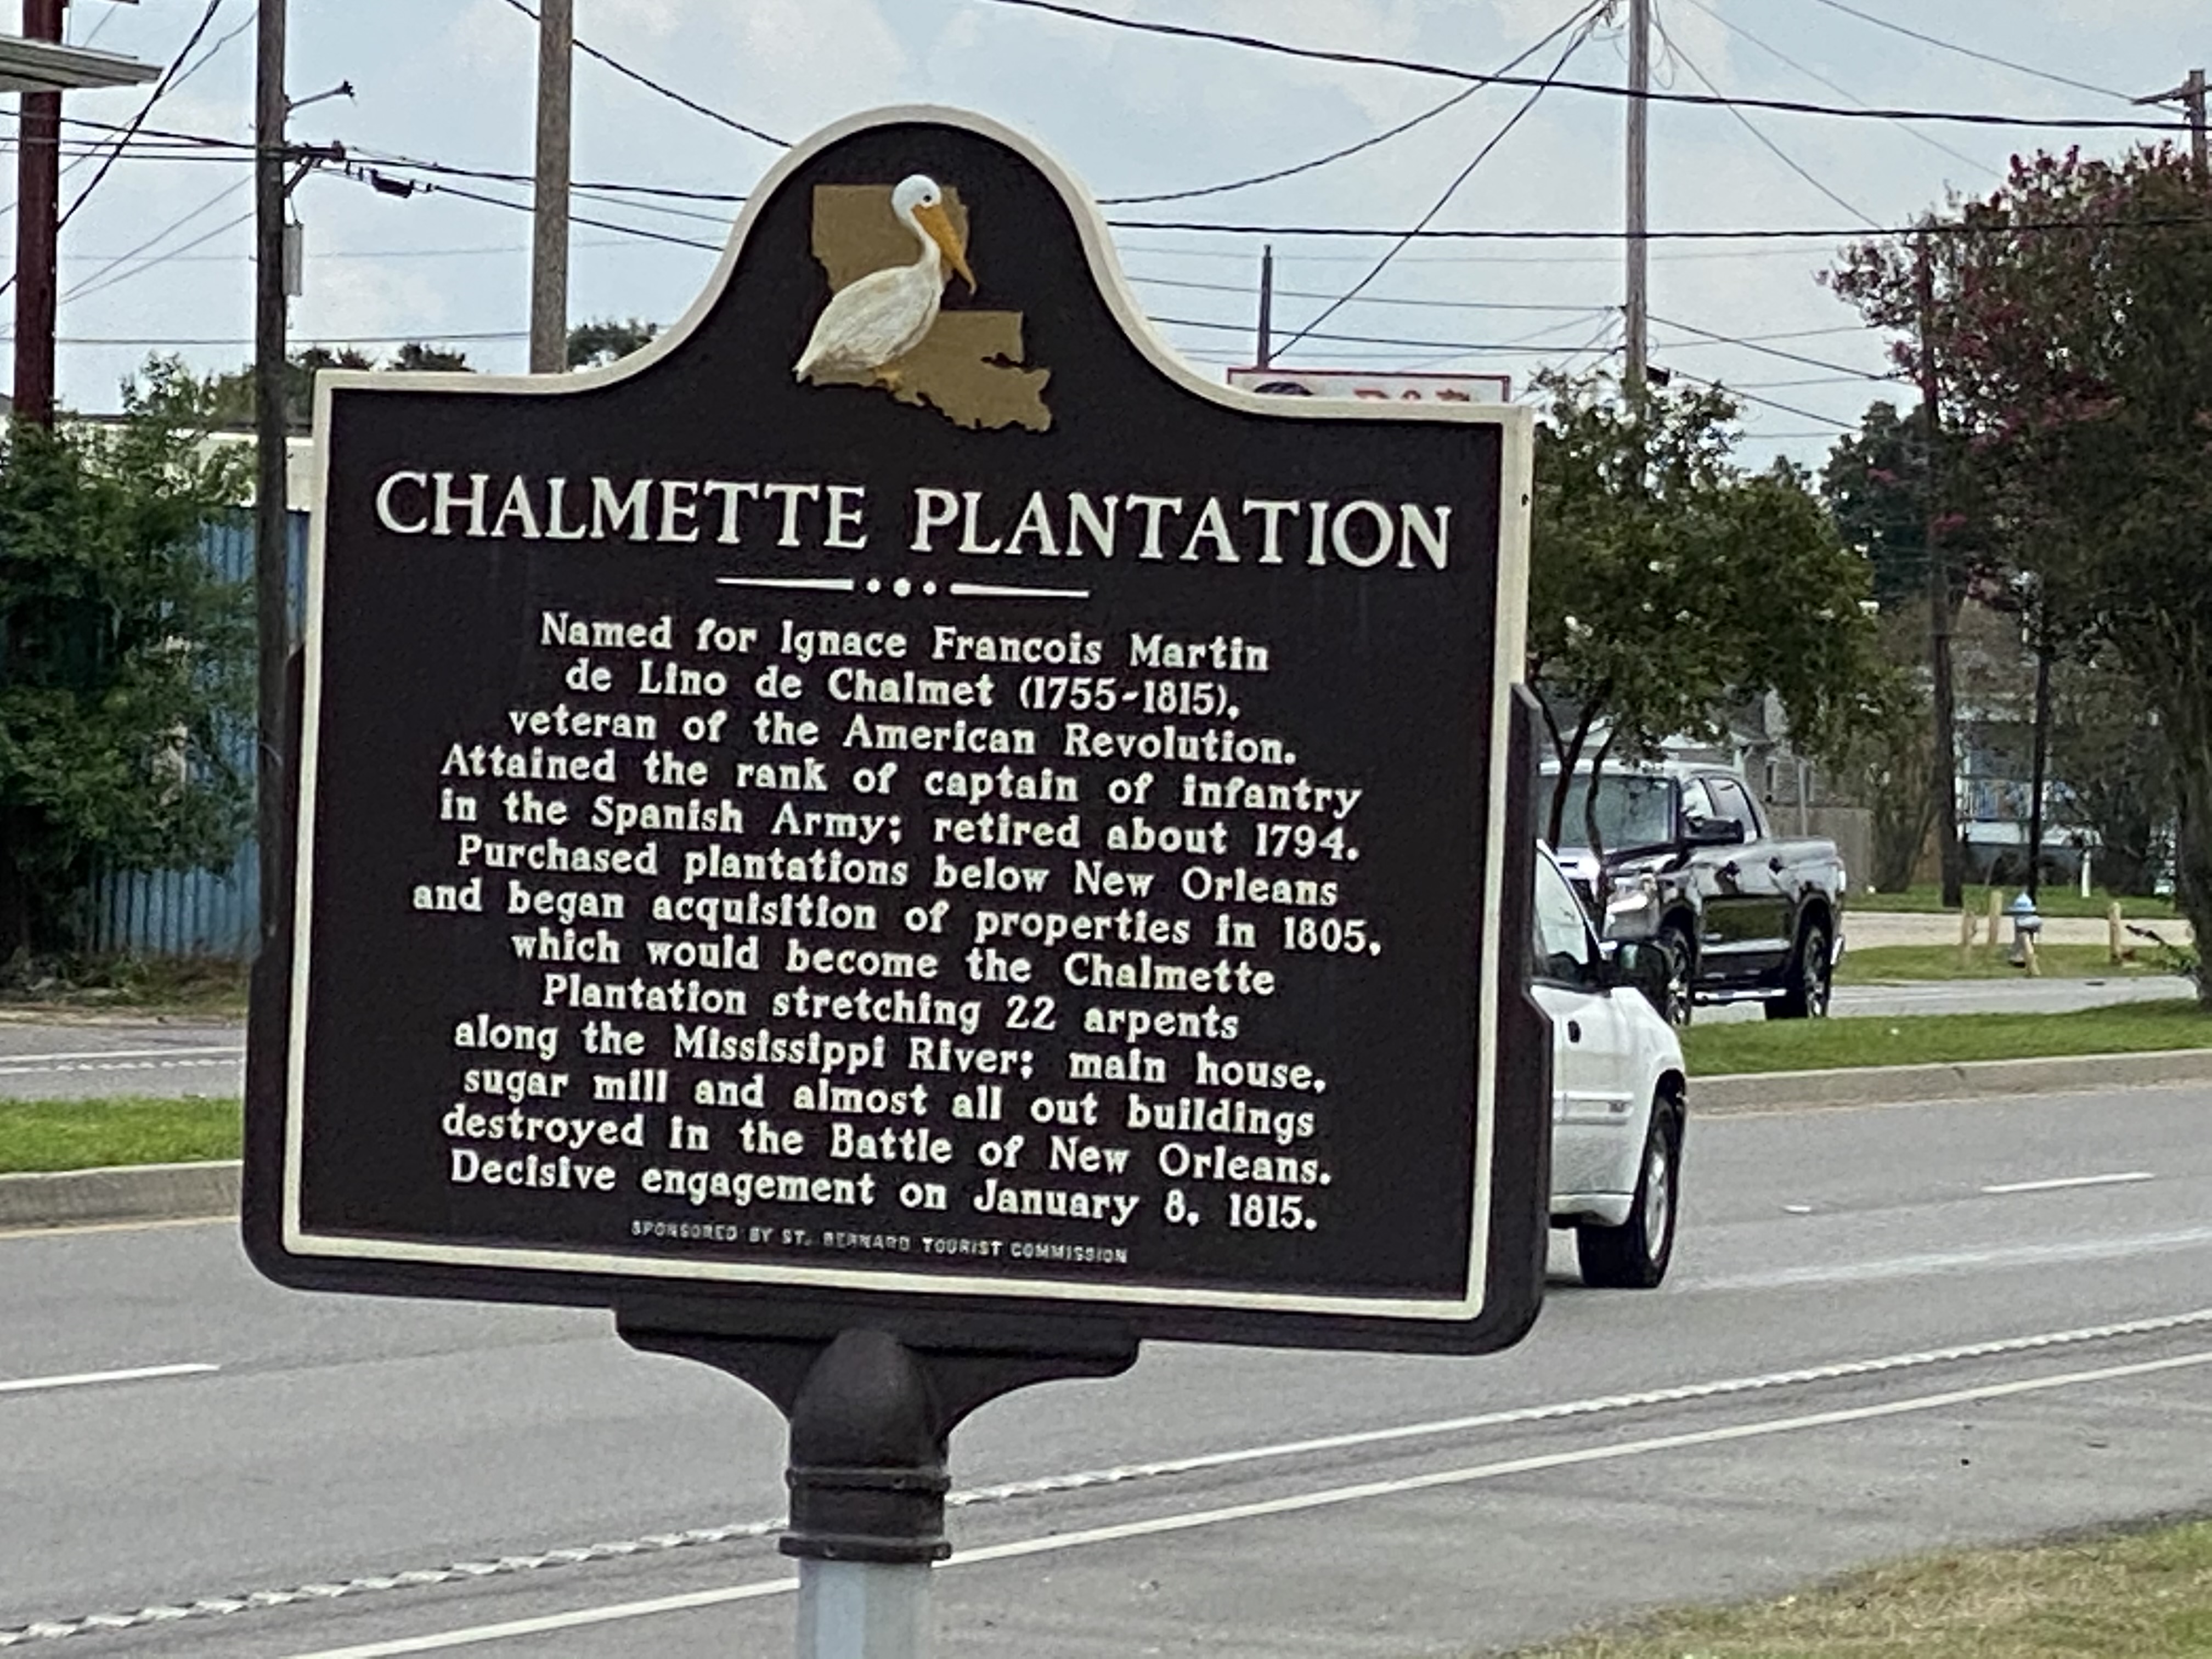 CHALMETTE PLANTATION
Named for Ignace Francois Martin
de Lino de Chalmet (1755-1815),
veteran of the American Revolution.
Attained the rank of captain of infantry
in the Spanish Army; retired about 1794.
Purchased plantations below New Orleans
and began acquisition of properties in 1805,
which would become the Chalmette
Plantation stretching 22 arpents
along the Mississippi River; main house,
sugar mill and almost all out buildings
destroyed in the Battle of New Orleans.
Decisive engagement on January 8, 1815.
SPONSORED BY ST. BERNARD TOURIST COMMISSION